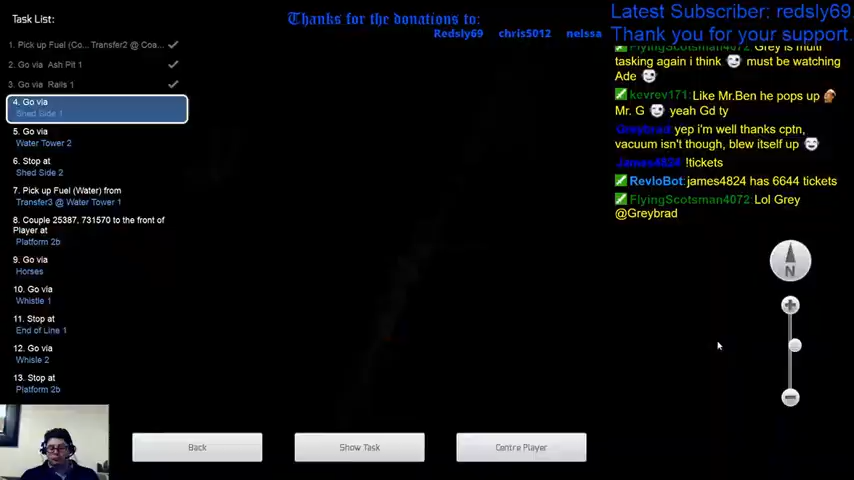 Task List:
1. Pick up Fuel (Co... Transfer2 @ Coa...
2. Go via Ash Pit 1
3. Go via Rails 1
4. Go via
Shed Side 1
5. Go via
Water Tower 2
6. Stop at
Shed Side 2
7. Pick up Fuel (Water) from
Transfer3 @ Water Tower 1
8. Couple 25387, 731570 to the front of
Player at
Platform 2b
9. Go via
Horses
10. Go via
Whistle 1
11. Stop at
End of Line 1
12. Go via
Whisle 2
13. Stop at
Platform 2b
Back
Show Task
Centre Player
Thanks for the donations to:
Redsly69 chris5012 neissa
Latest Subscriber: redsly69.
Thank you for your support.
FlyingScotsman4072: Grey is multi
tasking again i think must be watching
Ade
kevrev171: Like Mr.Ben he pops up
Mr. G yeah Gd ty
Greybrad: yep i'm well thanks cptn,
vacuum isn't though, blew itself up
James4824: !tickets
RevloBot: james4824 has 6644 tickets
FlyingScotsman4072: Lol Grey
@Greybrad
N